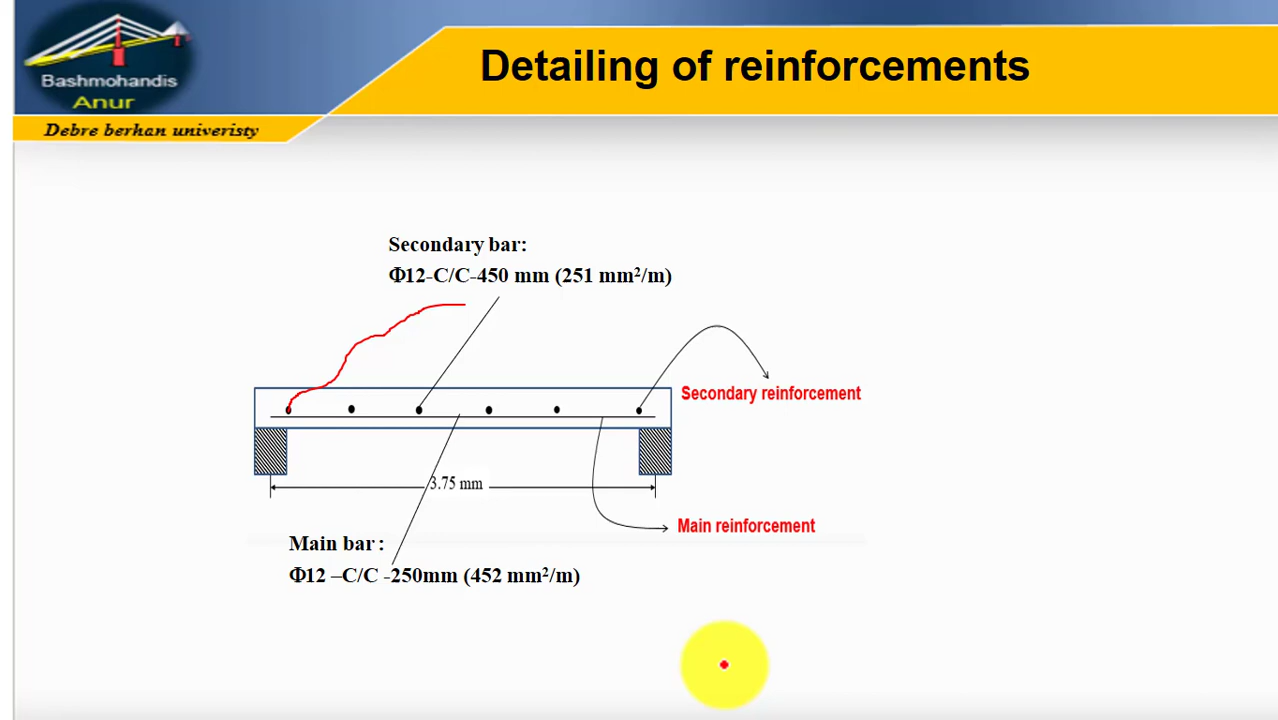 Bashmohandis
Anur
Debre berhan univeristy
Detailing of reinforcements
Secondary bar:
Φ12-C/C-450 mm (251 mm²/m)
Secondary reinforcement
3.75 mm
Main reinforcement
Main bar :
Φ12 –C/C -250mm (452 mm²/m)